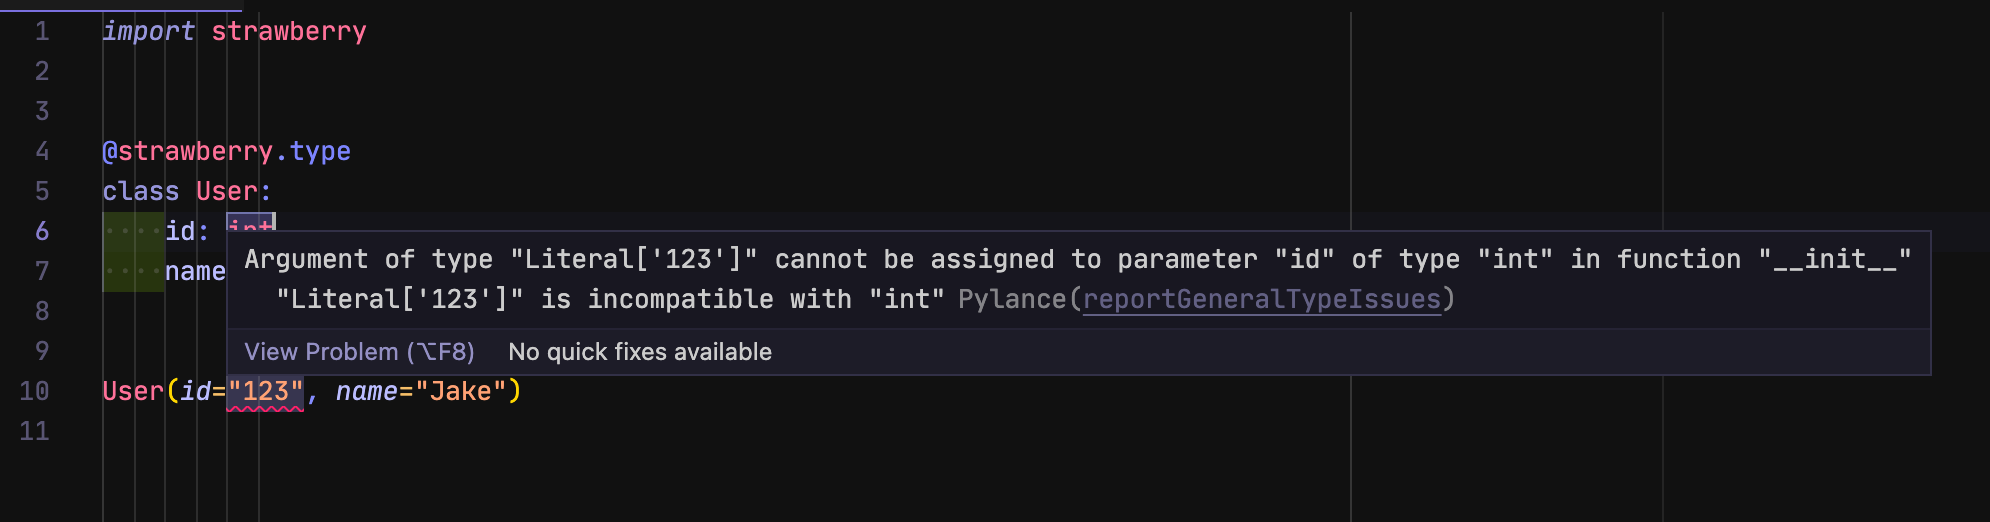 1 import strawberry
2
3
4 @strawberry.type
5 class User:
6 id: int
7 name
Argument of type "Literal['123']" cannot be assigned to parameter "id" of type "int" in function "__init__"
"Literal['123']" is incompatible with "int" Pylance(reportGeneralTypeIssues)
8
9
View Problem (⌥F8) No quick fixes available
10 User(id="123", name="Jake")
11